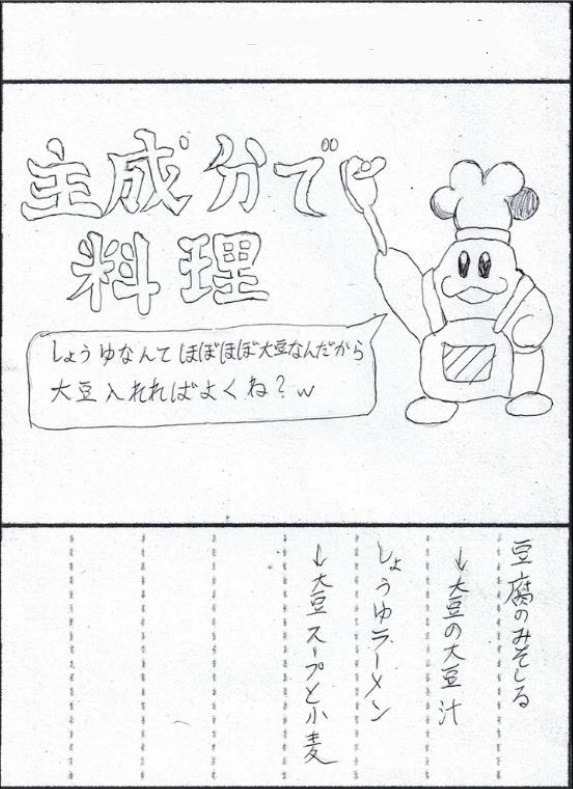 主成分で
料理
しょうゆなんてほぼほぼ大豆なんだから
大豆入れればよくね？w
豆腐のみそしる
↓大豆の大豆汁
しょうゆラーメン
↓大豆スープと小麦